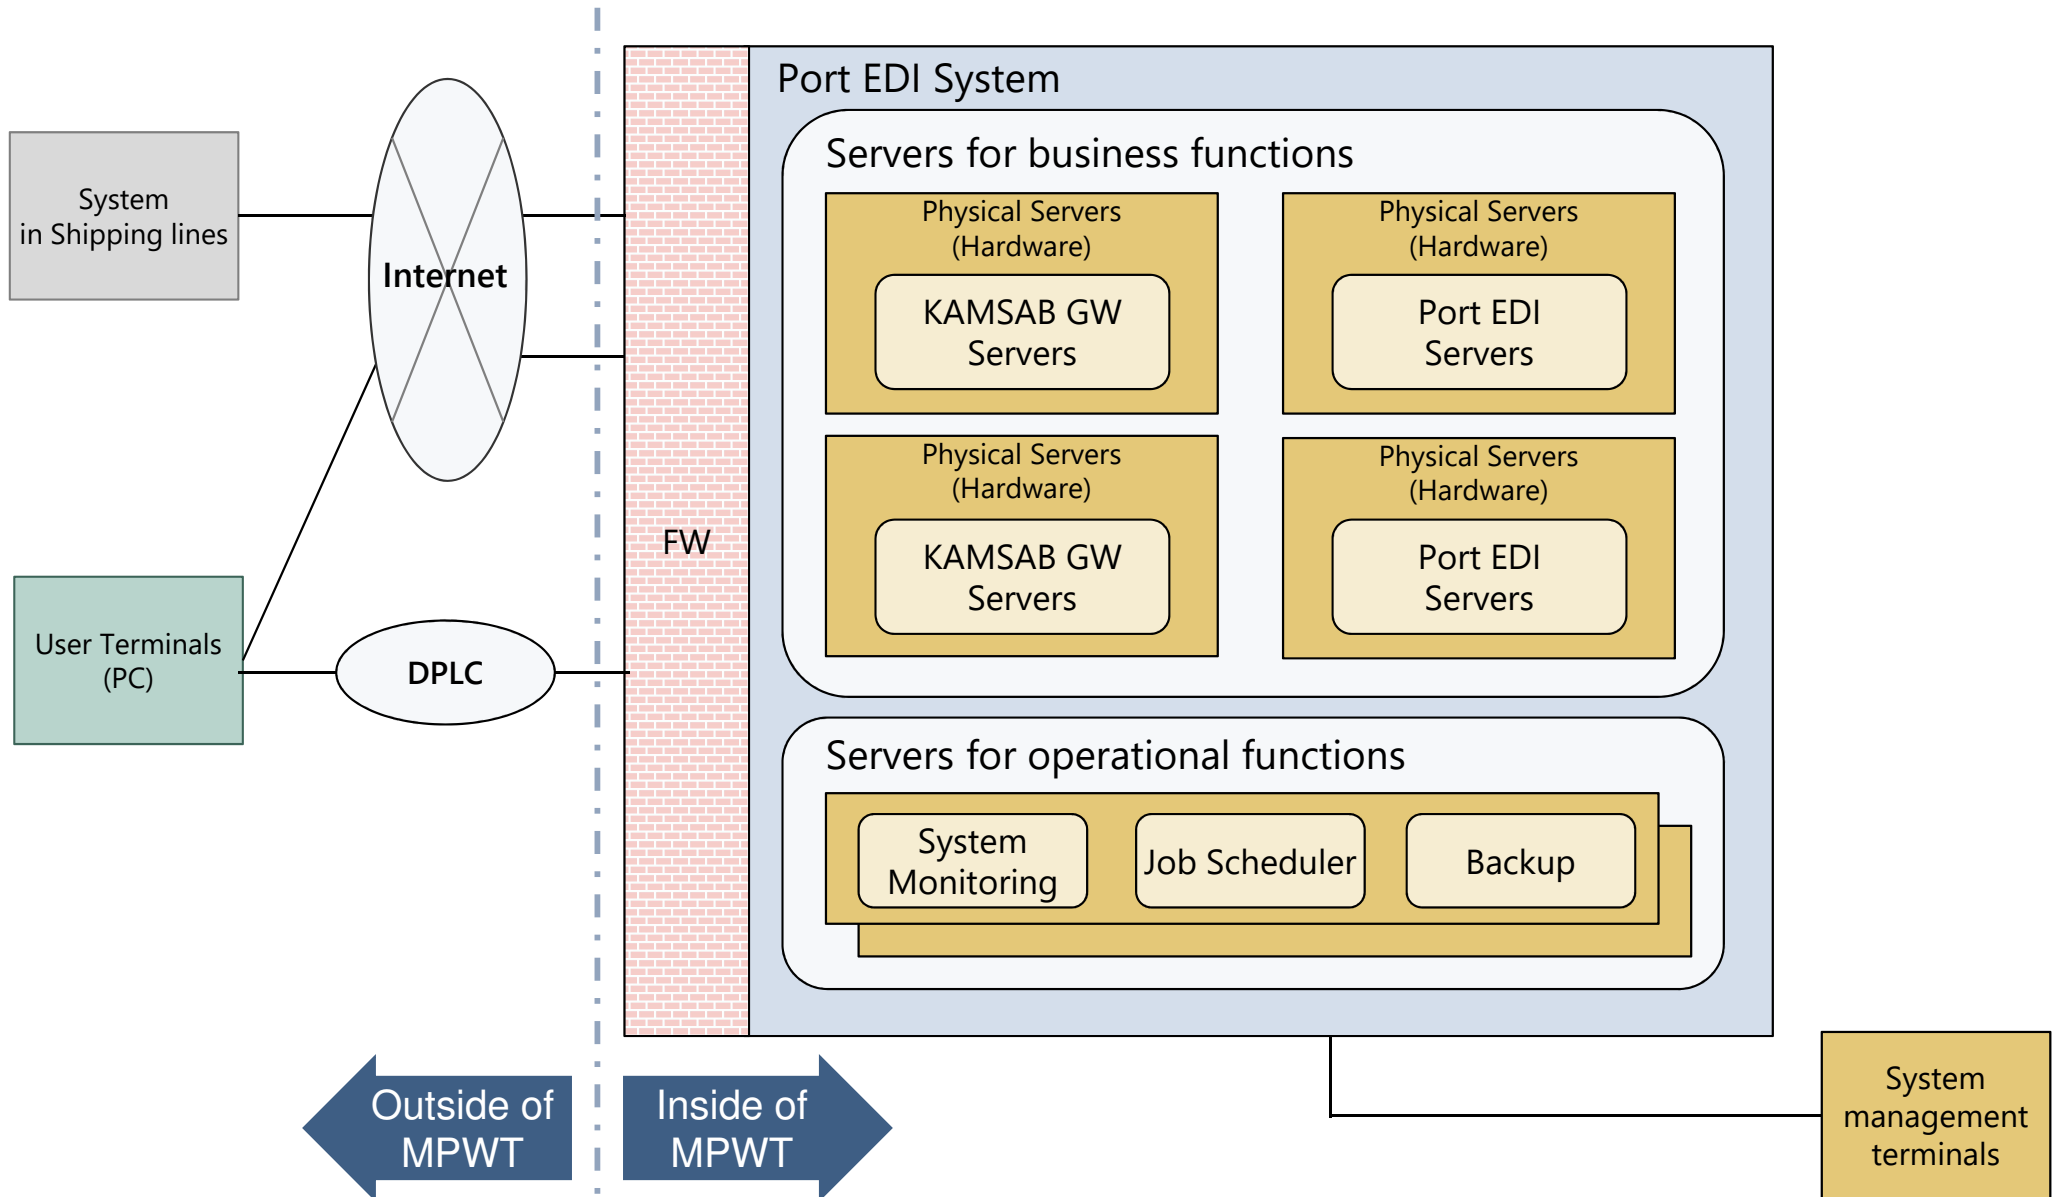 Port EDI System
Servers for business functions
System
in Shipping lines
Internet
Physical Servers
(Hardware)
KAMSAB GW
Servers
Physical Servers
(Hardware)
Port EDI
Servers
Physical Servers
(Hardware)
KAMSAB GW
Servers
Physical Servers
(Hardware)
Port EDI
Servers
FW
User Terminals
(PC)
DPLC
Servers for operational functions
System
Monitoring
Job Scheduler
Backup
Outside of
MPWT
Inside of
MPWT
System
management
terminals